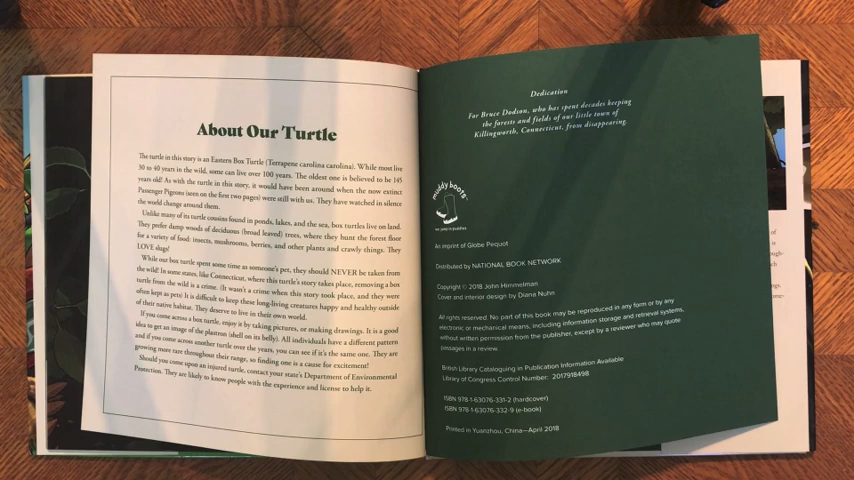 About Our Turtle
The turtle in this story is an Eastern Box Turtle (Terrapene carolina carolina). While most live
30 to 40 years in the wild, some can live over 100 years. The oldest one is believed to be 145
years old! As with the turtle in this story, it would have been around when the now extinct
Passenger Pigeons (seen on the first two pages) were still with us. They have watched in silence
the world change around them.
Unlike many of its turtle cousins found in ponds, lakes, and the sea, box turtles live on land.
They prefer damp woods of deciduous (broad leaved) trees, where they hunt the forest floor
for a variety of food: insects, mushrooms, berries, and other plants and crawly things. They
LOVE slugs!
While our box turtle spent some time as someone's pet, they should NEVER be taken from
the wild! In some states, like Connecticut, where this turtle's story takes place, removing a box
turtle from the wild is a crime. (It wasn't a crime when this story took place, and they were
often kept as pets) It is difficult to keep these long-living creatures happy and healthy outside
of their native habitat. They deserve to live in their own world.
If you come across a box turtle, enjoy it by taking pictures, or making drawings. It is a good
idea to get an image of the plastron (shell on its belly). All individuals have a different pattern
and if you come across another turtle over the years, you can see if it's the same one. They are
growing more rare throughout their range, so finding one is a cause for excitement!
Should you come upon an injured turtle, contact your state's Department of Environmental
Protection. They are likely to know people with the experience and license to help it.
Dedication
For Bruce Dodson, who has spent decades keeping
the forests and fields of our little town of
Killingworth, Connecticut, from disappearing.
muddy boots™
we jump in puddles
An imprint of Globe Pequot
Distributed by NATIONAL BOOK NETWORK
Copyright © 2018 John Himmelman
Cover and interior design by Diana Nuhn
All rights reserved. No part of this book may be reproduced in any form or by any
electronic or mechanical means, including information storage and retrieval systems,
without written permission from the publisher, except by a reviewer who may quote
passages in a review.
British Library Cataloguing in Publication Information Available
Library of Congress Control Number: 2017918498
ISBN 978-1-63076-331-2 (hardcover)
ISBN 978-1-63076-332-9 (e-book)
Printed in Yuanzhou, China—April 2018